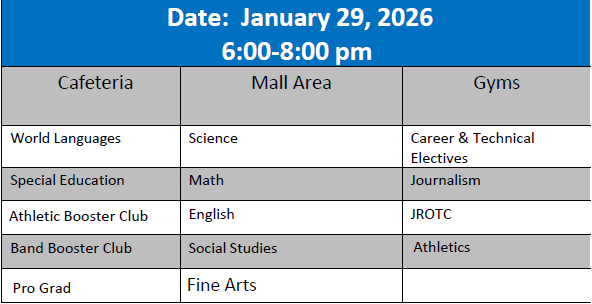 Date:  January 29, 2026
6:00-8:00 pm
Cafeteria
Mall Area
Gyms
World Languages
Science
Career & Technical
Electives
Special Education
Math
Journalism
Athletic Booster Club
English
JROTC
Band Booster Club
Social Studies
Athletics
Pro Grad
Fine Arts